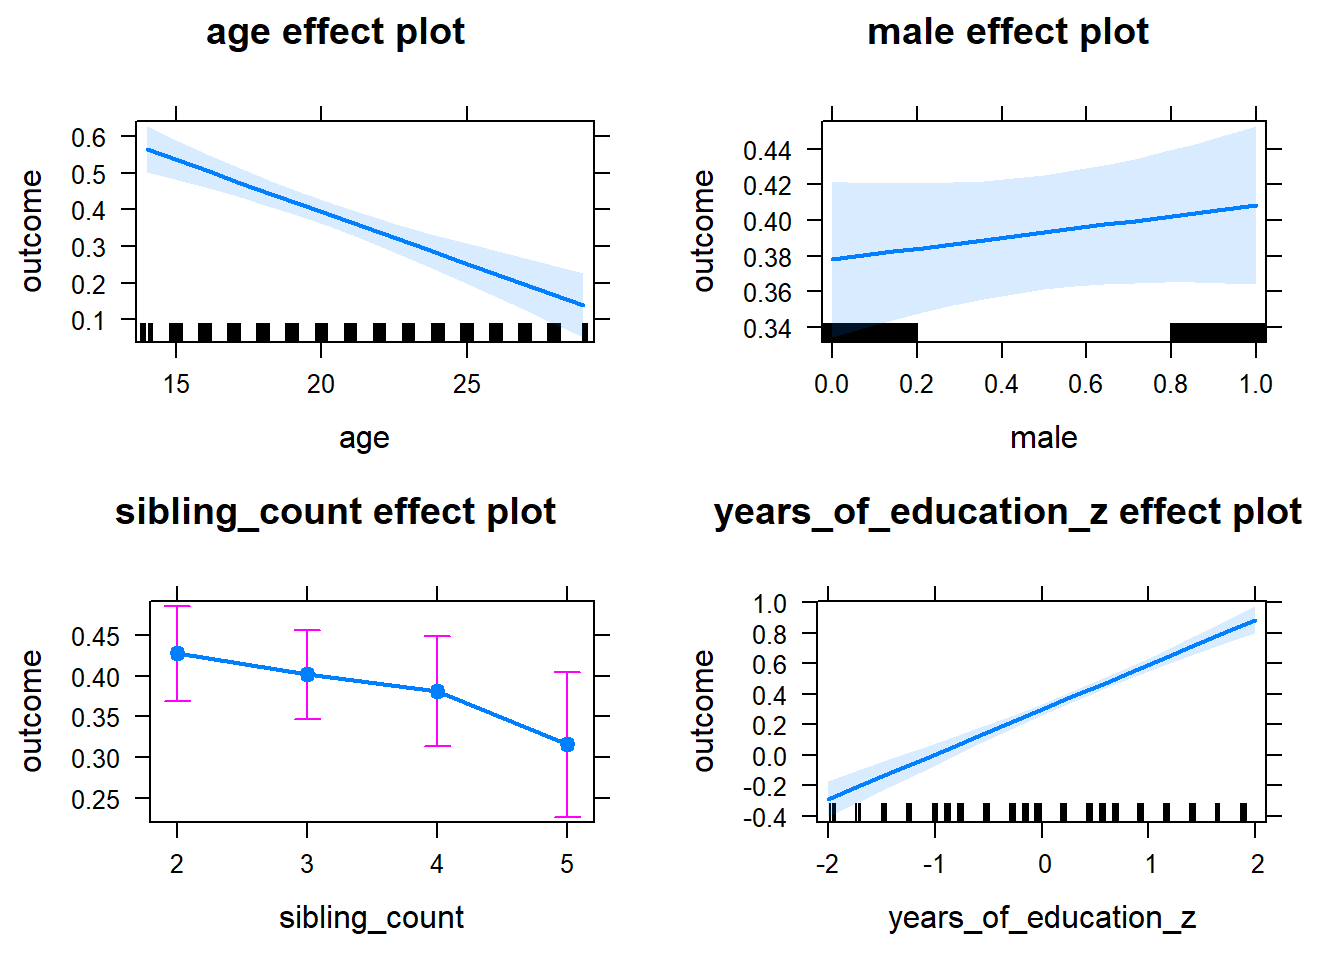 age effect plot
outcome
0.6
0.5
0.4
0.3
0.2
0.1
15 20 25
age
male effect plot
outcome
0.44
0.42
0.40
0.38
0.36
0.34
0.0 0.2 0.4 0.6 0.8 1.0
male
sibling_count effect plot
outcome
0.45
0.40
0.35
0.30
0.25
2 3 4 5
sibling_count
years_of_education_z effect plot
outcome
1.0
0.8
0.6
0.4
0.2
0.0
-0.2
-0.4
-2 -1 0 1 2
years_of_education_z